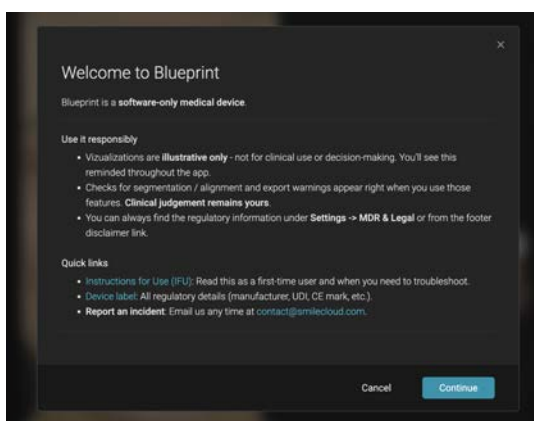 Welcome to Blueprint
Blueprint is a software-only medical device.
Use it responsibly
• Vizualizations are illustrative only - not for clinical use or decision-making. You'll see this
reminded throughout the app.
• Checks for segmentation / alignment and export warnings appear right when you use those
features. Clinical judgement remains yours.
• You can always find the regulatory information under Settings -> MDR & Legal or from the footer
disclaimer link.
Quick links
• Instructions for Use (IFU): Read this as a first-time user and when you need to troubleshoot.
• Device label: All regulatory details (manufacturer, UDI, CE mark, etc.).
• Report an incident: Email us any time at contact@smilecloud.com.
Cancel Continue